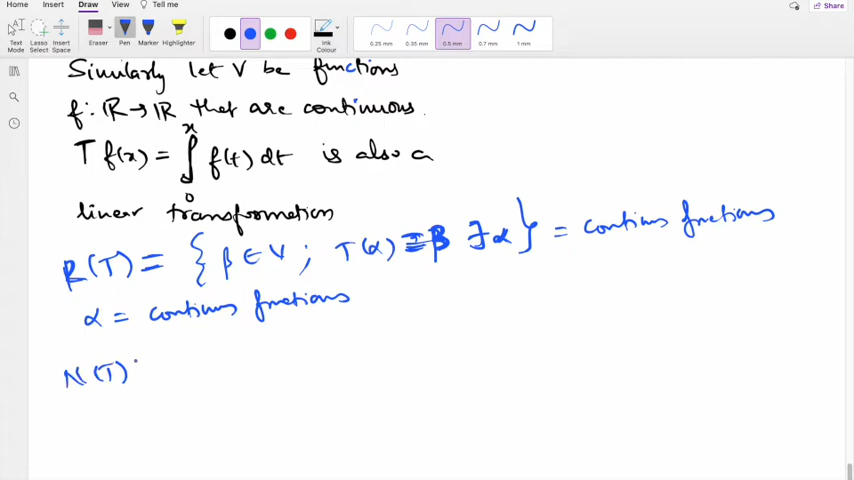 Home Insert Draw View Tell me Share
Text Mode Lasso Select Insert Space Eraser Pen Marker Highlighter Ink Colour 0.25 mm 0.35 mm 0.5 mm 0.7 mm 1 mm
Similarly let V be functions
f: ℝ → ℝ that are continuous.
T f(x) = ∫₀ˣ f(t) dt is also a
linear transformation
R(T) = { β ∈ V ; T(α) = β ∃ α } = continus functions
α = continus functions
N(T)